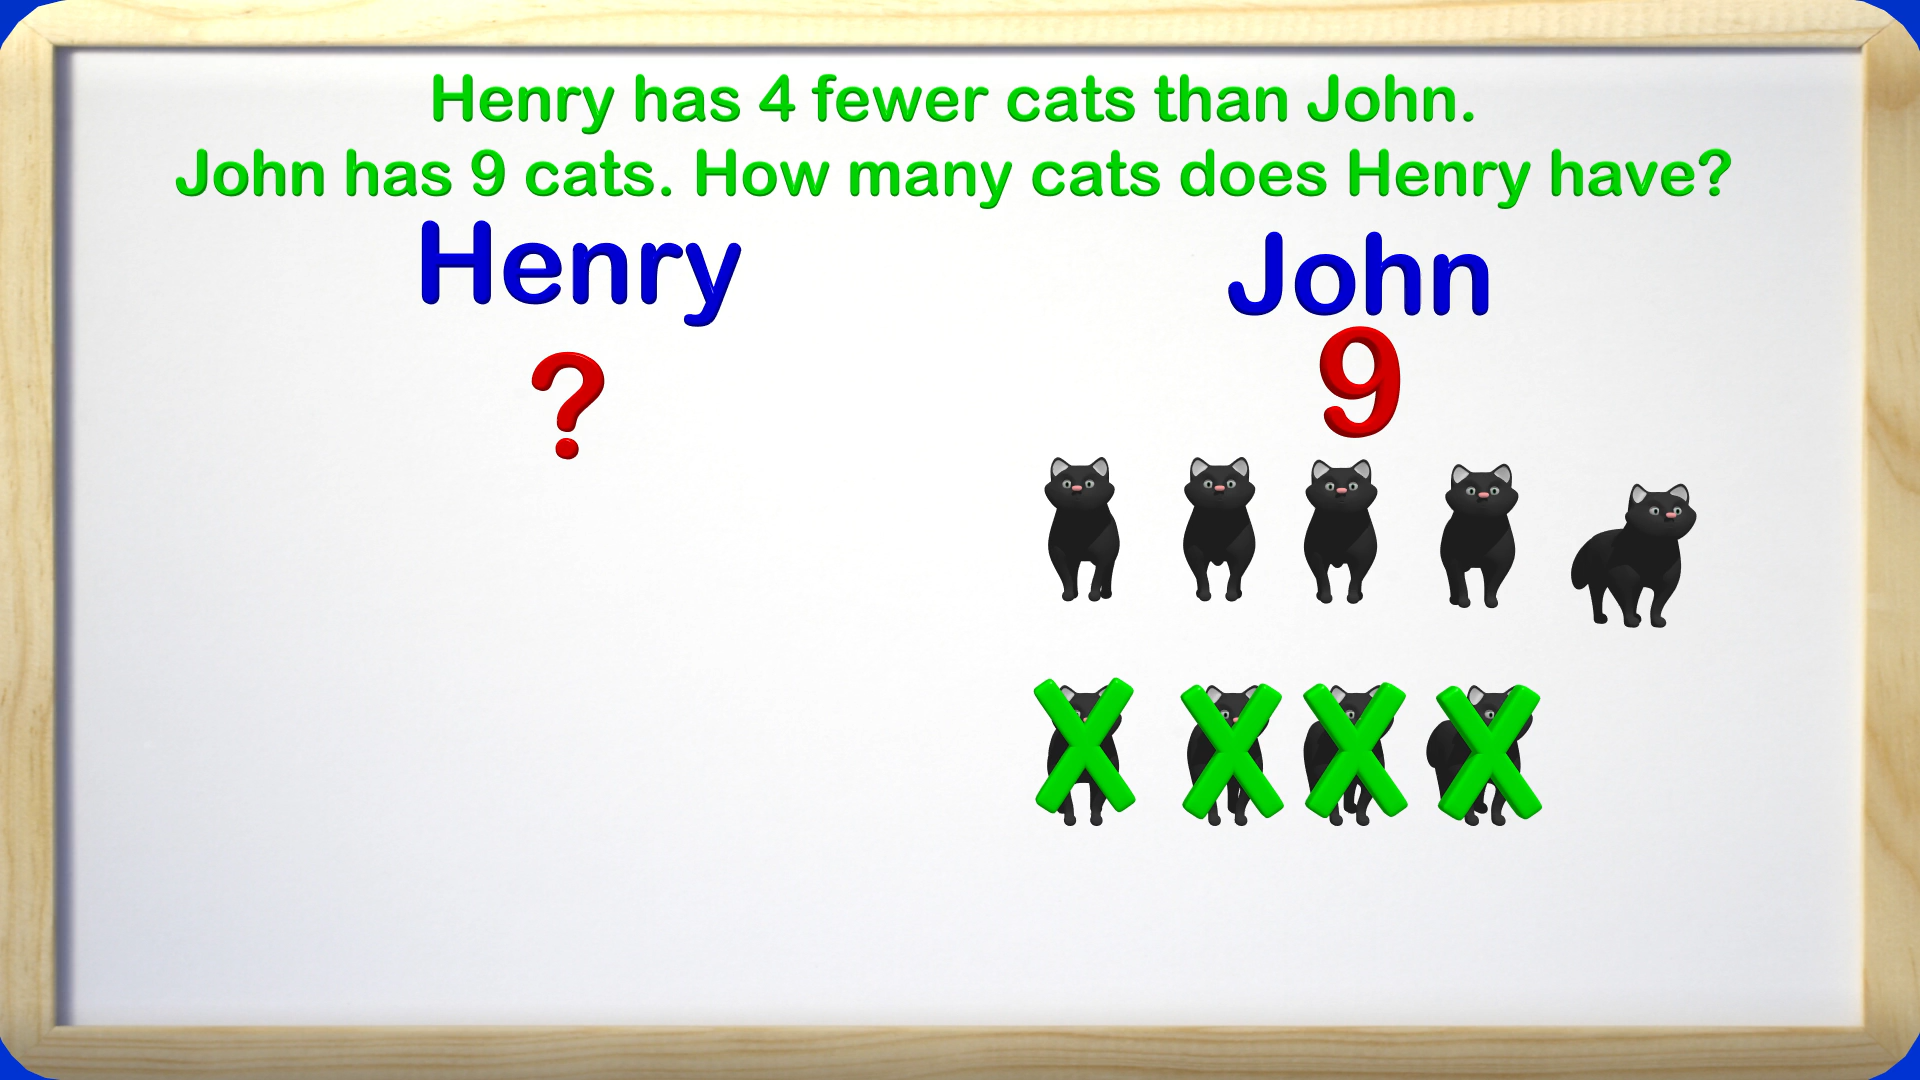 Henry has 4 fewer cats than John.
John has 9 cats. How many cats does Henry have?
Henry John
? 9
X X X X